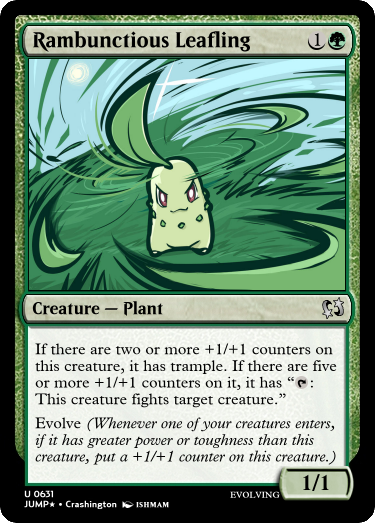 Rambunctious Leafling 1
Creature — Plant
If there are two or more +1/+1 counters on
this creature, it has trample. If there are five
or more +1/+1 counters on it, it has “ :
This creature fights target creature.”
Evolve (Whenever one of your creatures enters,
if it has greater power or toughness than this
creature, put a +1/+1 counter on this creature.)
1/1
U 0631 EVOLVING
JUMP★ • Crashington ISHMAM